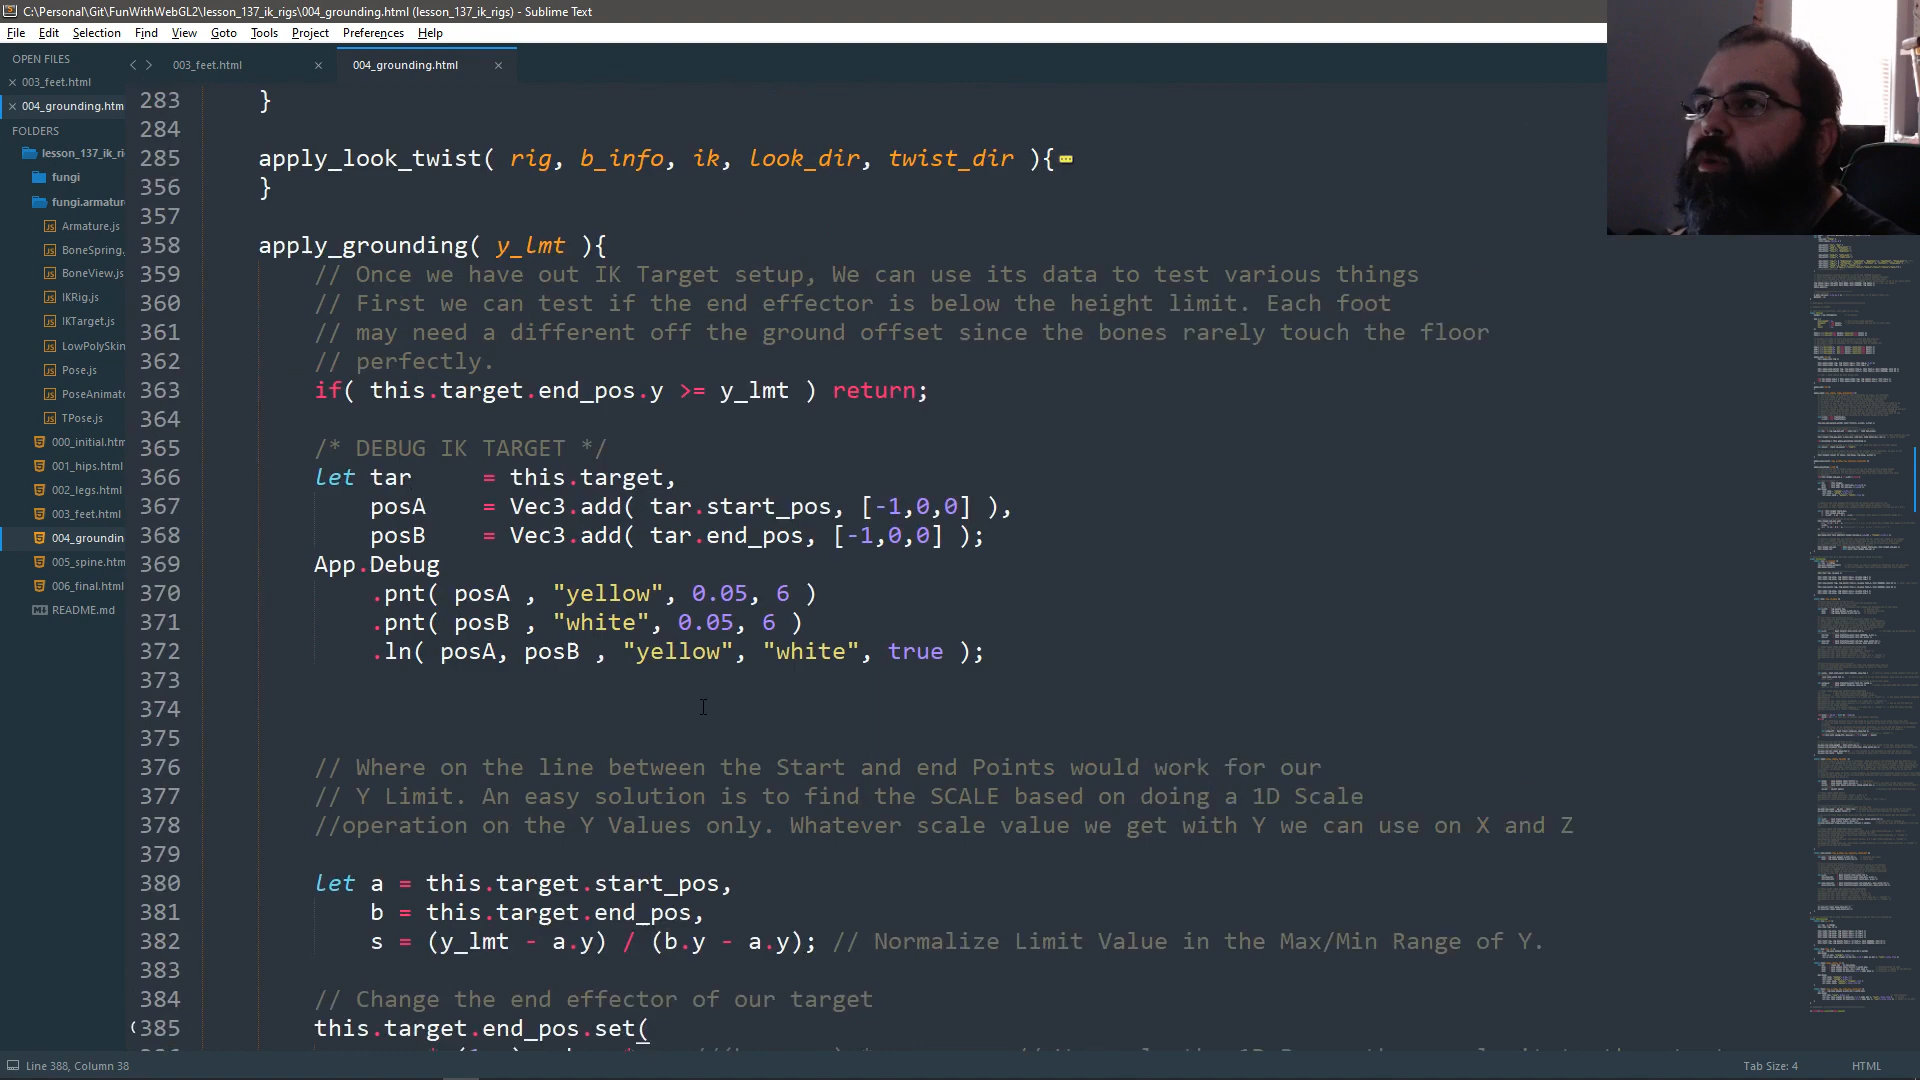 C:\Personal\Git\FunWithWebGL2\lesson_137_ik_rigs\004_grounding.html (lesson_137_ik_rigs) - Sublime Text
File Edit Selection Find View Goto Tools Project Preferences Help
OPEN FILES
003_feet.html
004_grounding.htm
FOLDERS
lesson_137_ik_ri
fungi
fungi.armatur
Armature.js
BoneSpring.
BoneView.js
IKRig.js
IKTarget.js
LowPolySkin
Pose.js
PoseAnimato
TPose.js
000_initial.htm
001_hips.html
002_legs.html
003_feet.html
004_groundin
005_spine.htm
006_final.html
README.md
003_feet.html
004_grounding.html
283 }
284
285 apply_look_twist( rig, b_info, ik, look_dir, twist_dir ){
356 }
357
358 apply_grounding( y_lmt ){
359 // Once we have out IK Target setup, We can use its data to test various things
360 // First we can test if the end effector is below the height limit. Each foot
361 // may need a different off the ground offset since the bones rarely touch the floor
362 // perfectly.
363 if( this.target.end_pos.y >= y_lmt ) return;
364
365 /* DEBUG IK TARGET */
366 let tar = this.target,
367 posA = Vec3.add( tar.start_pos, [-1,0,0] ),
368 posB = Vec3.add( tar.end_pos, [-1,0,0] );
369 App.Debug
370 .pnt( posA , "yellow", 0.05, 6 )
371 .pnt( posB , "white", 0.05, 6 )
372 .ln( posA, posB , "yellow", "white", true );
373
374
375
376 // Where on the line between the Start and end Points would work for our
377 // Y Limit. An easy solution is to find the SCALE based on doing a 1D Scale
378 //operation on the Y Values only. Whatever scale value we get with Y we can use on X and Z
379
380 let a = this.target.start_pos,
381 b = this.target.end_pos,
382 s = (y_lmt - a.y) / (b.y - a.y); // Normalize Limit Value in the Max/Min Range of Y.
383
384 // Change the end effector of our target
385 this.target.end_pos.set(
Line 388, Column 38
Tab Size: 4
HTML